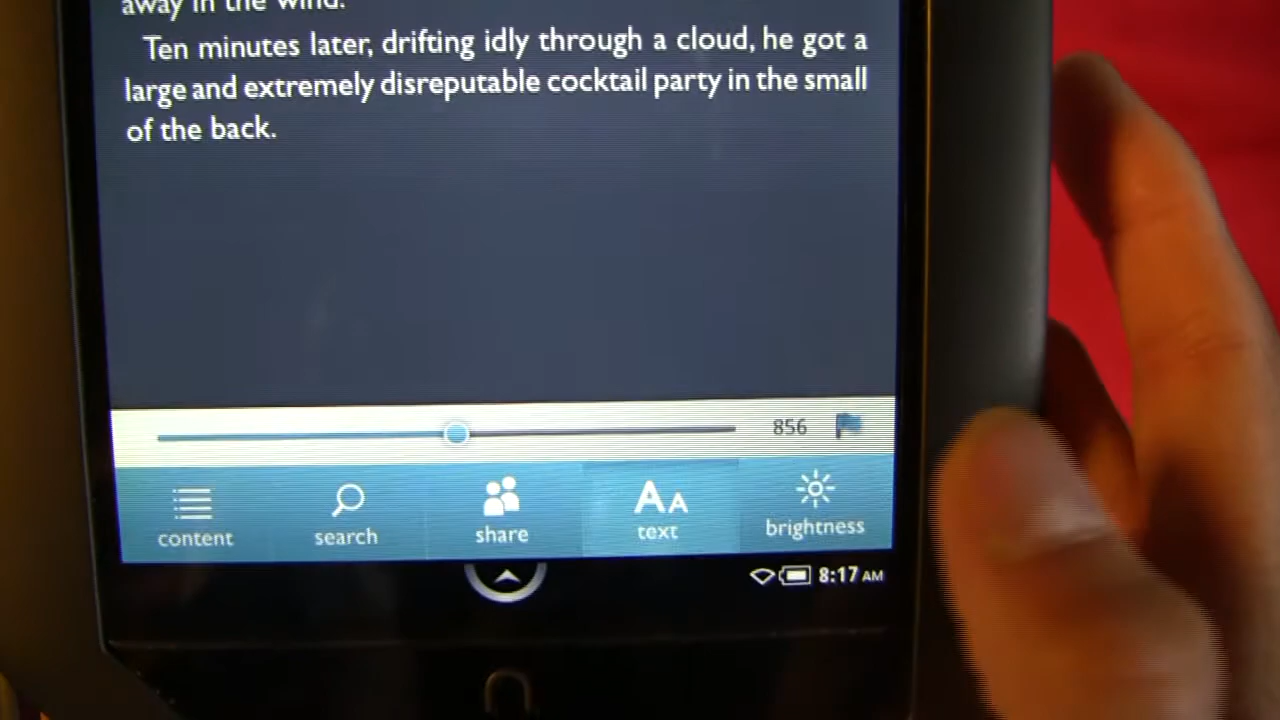 away in the wind.
Ten minutes later, drifting idly through a cloud, he got a
large and extremely disreputable cocktail party in the small
of the back.
856
content search share AA text brightness
8:17 AM